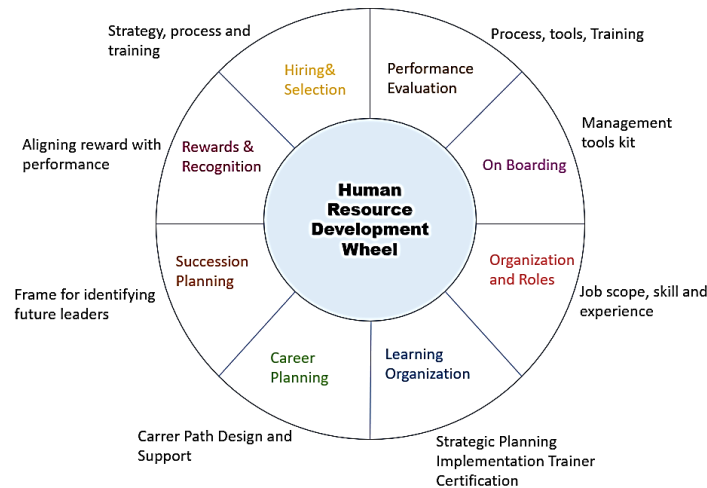 Strategy, process and
training
Process, tools, Training
Hiring&
Selection
Performance
Evaluation
Management
tools kit
Aligning reward with
performance
Rewards &
Recognition
On Boarding
Human
Resource
Development
Wheel
Succession
Planning
Organization
and Roles
Frame for identifying
future leaders
Job scope, skill and
experience
Career
Planning
Learning
Organization
Carrer Path Design and
Support
Strategic Planning
Implementation Trainer
Certification